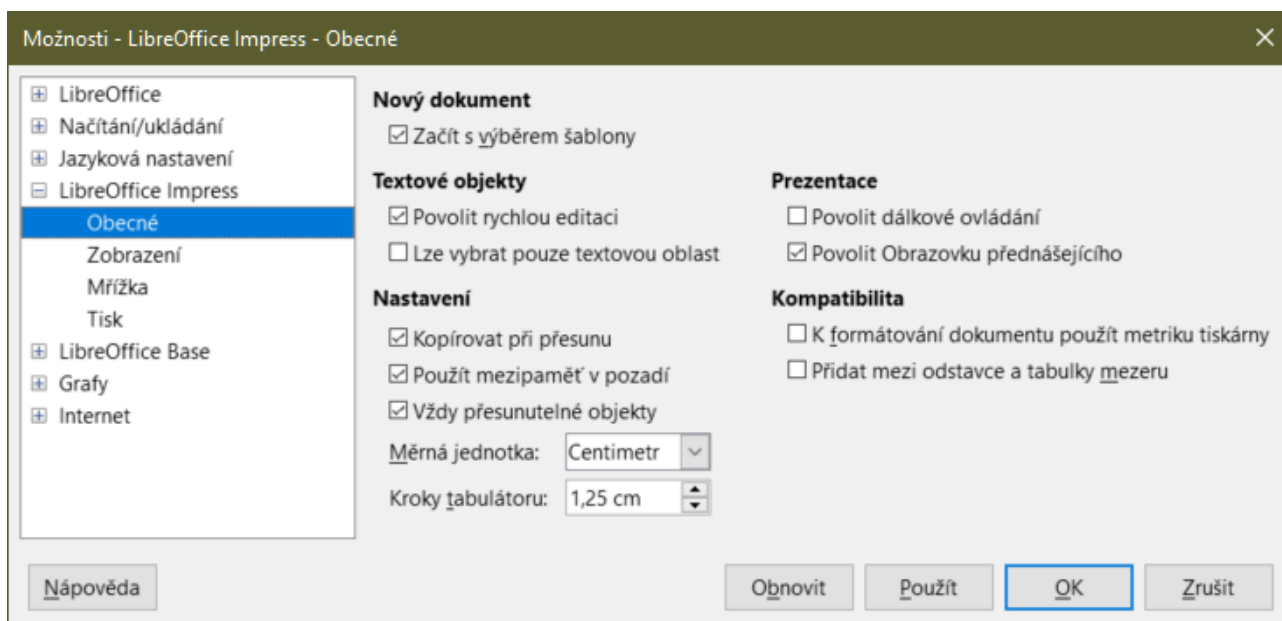 Možnosti - LibreOffice Impress - Obecné
LibreOffice
Načítání/ukládání
Jazyková nastavení
LibreOffice Impress
Obecné
Zobrazení
Mřížka
Tisk
LibreOffice Base
Grafy
Internet
Nový dokument
Začít s výběrem šablony
Textové objekty
Povolit rychlou editaci
Lze vybrat pouze textovou oblast
Nastavení
Kopírovat při přesunu
Použít mezipaměť v pozadí
Vždy přesunutelné objekty
Měrná jednotka: Centimetr
Kroky tabulátoru: 1,25 cm
Prezentace
Povolit dálkové ovládání
Povolit Obrazovku přednášejícího
Kompatibilita
K formátování dokumentu použít metriku tiskárny
Přidat mezi odstavce a tabulky mezeru
Nápověda
Obnovit
Použít
OK
Zrušit